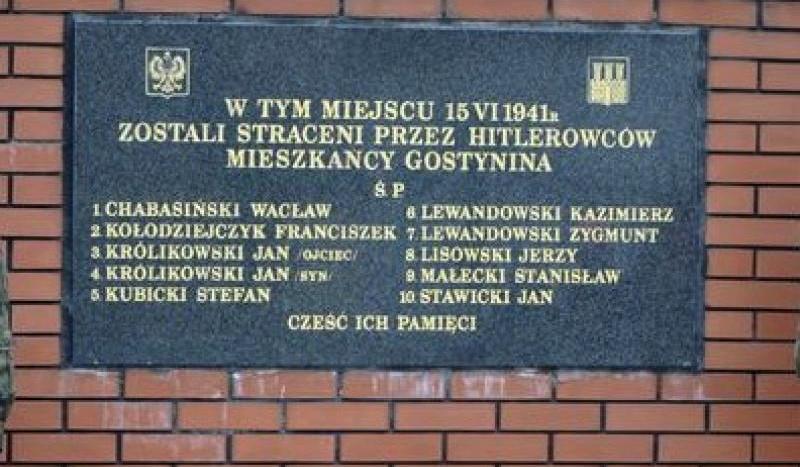 W TYM MIEJSCU 15 VI 1941R
ZOSTALI STRACENI PRZEZ HITLEROWCÓW
MIESZKAŃCY GOSTYNINA
Ś P
1. CHABASIŃSKI WACŁAW
2. KOŁODZIEJCZYK FRANCISZEK
3. KRÓLIKOWSKI JAN /OJCIEC/
4. KRÓLIKOWSKI JAN /SYN/
5. KUBICKI STEFAN
6. LEWANDOWSKI KAZIMIERZ
7. LEWANDOWSKI ZYGMUNT
8. LISOWSKI JERZY
9. MAŁECKI STANISŁAW
10. STAWICKI JAN
CZEŚĆ ICH PAMIĘCI